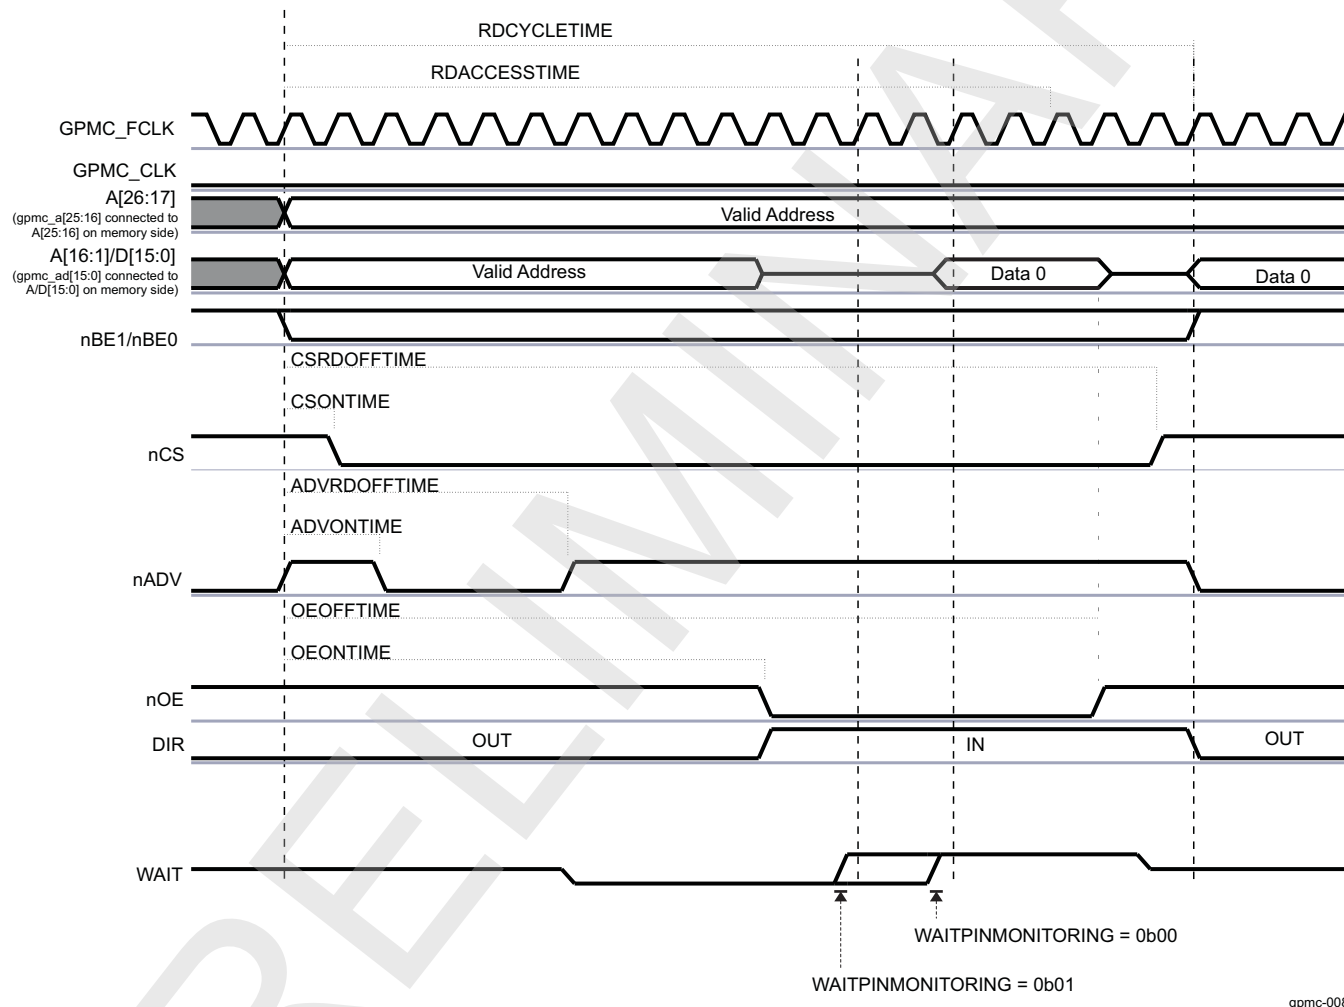 RDCYCLETIME
RDACCESSTIME
GPMC_FCLK
GPMC_CLK
A[26:17]
(gpmc_a[25:16] connected to
A[25:16] on memory side)
Valid Address
A[16:1]/D[15:0]
(gpmc_ad[15:0] connected to
A/D[15:0] on memory side)
Valid Address
Data 0
Data 0
nBE1/nBE0
CSRDOFFTIME
CSONTIME
nCS
ADVRDOFFTIME
ADVONTIME
nADV
OEOFFTIME
OEONTIME
nOE
DIR
OUT
IN
OUT
WAIT
WAITPINMONITORING = 0b00
WAITPINMONITORING = 0b01